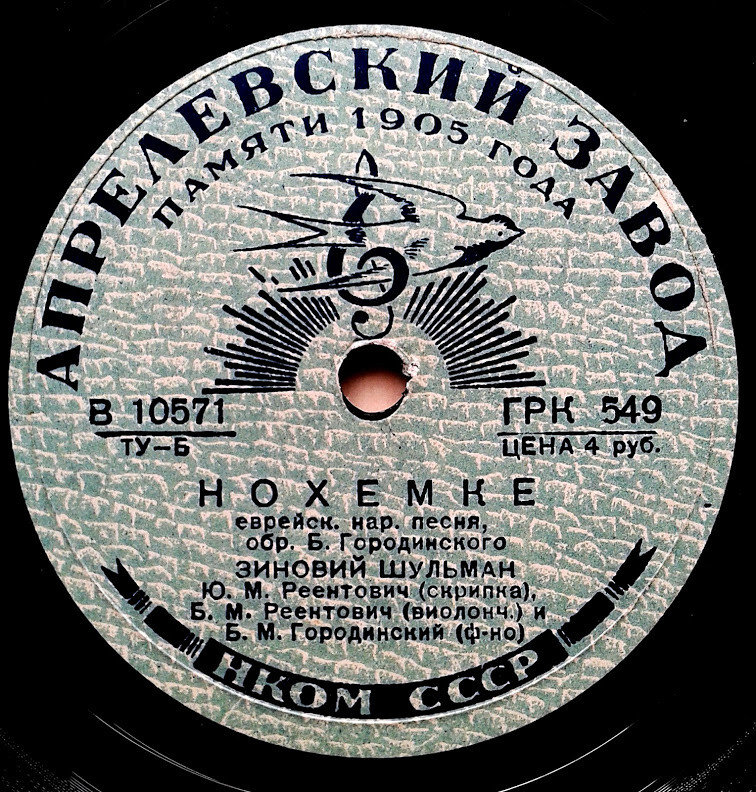 АПРЕЛЕВСКИЙ ЗАВОД
ПАМЯТИ 1905 ГОДА
В 10571
ТУ–Б
ГРК 549
ЦЕНА 4 руб.
НОХЕМКЕ
еврейск. нар. песня,
обр. Б. Городинского
ЗИНОВИЙ ШУЛЬМАН
Ю. М. Реентович (скрипка),
Б. М. Реентович (виолонч.) и
Б. М. Городинский (ф-но)
НКОМ СССР